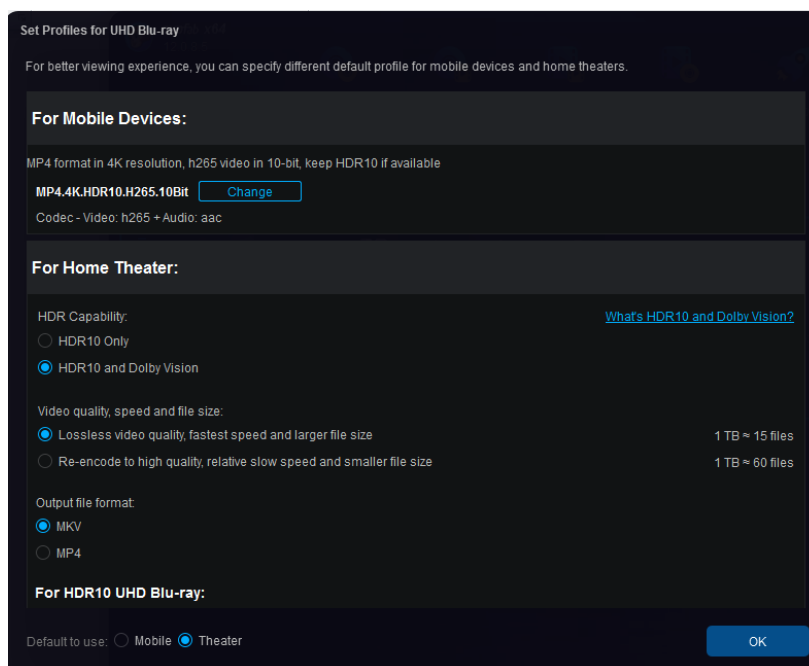 Set Profiles for UHD Blu-ray
For better viewing experience, you can specify different default profile for mobile devices and home theaters.
For Mobile Devices:
MP4 format in 4K resolution, h265 video in 10-bit, keep HDR10 if available
MP4.4K.HDR10.H265.10Bit Change
Codec - Video: h265 + Audio: aac
For Home Theater:
HDR Capability: What's HDR10 and Dolby Vision?
HDR10 Only
HDR10 and Dolby Vision
Video quality, speed and file size:
Lossless video quality, fastest speed and larger file size 1 TB ≈ 15 files
Re-encode to high quality, relative slow speed and smaller file size 1 TB ≈ 60 files
Output file format:
MKV
MP4
For HDR10 UHD Blu-ray:
Default to use: Mobile Theater OK